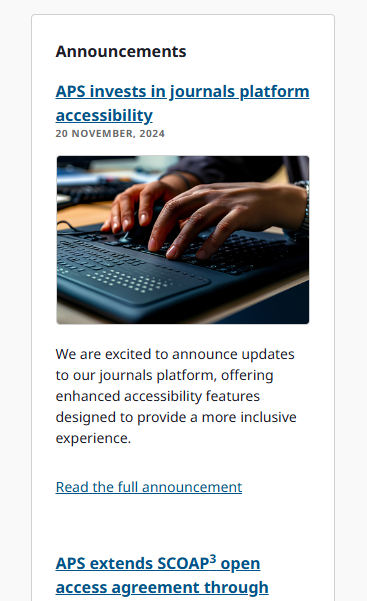 Announcements
APS invests in journals platform
accessibility
20 NOVEMBER, 2024
We are excited to announce updates
to our journals platform, offering
enhanced accessibility features
designed to provide a more inclusive
experience.
Read the full announcement
APS extends SCOAP³ open
access agreement through